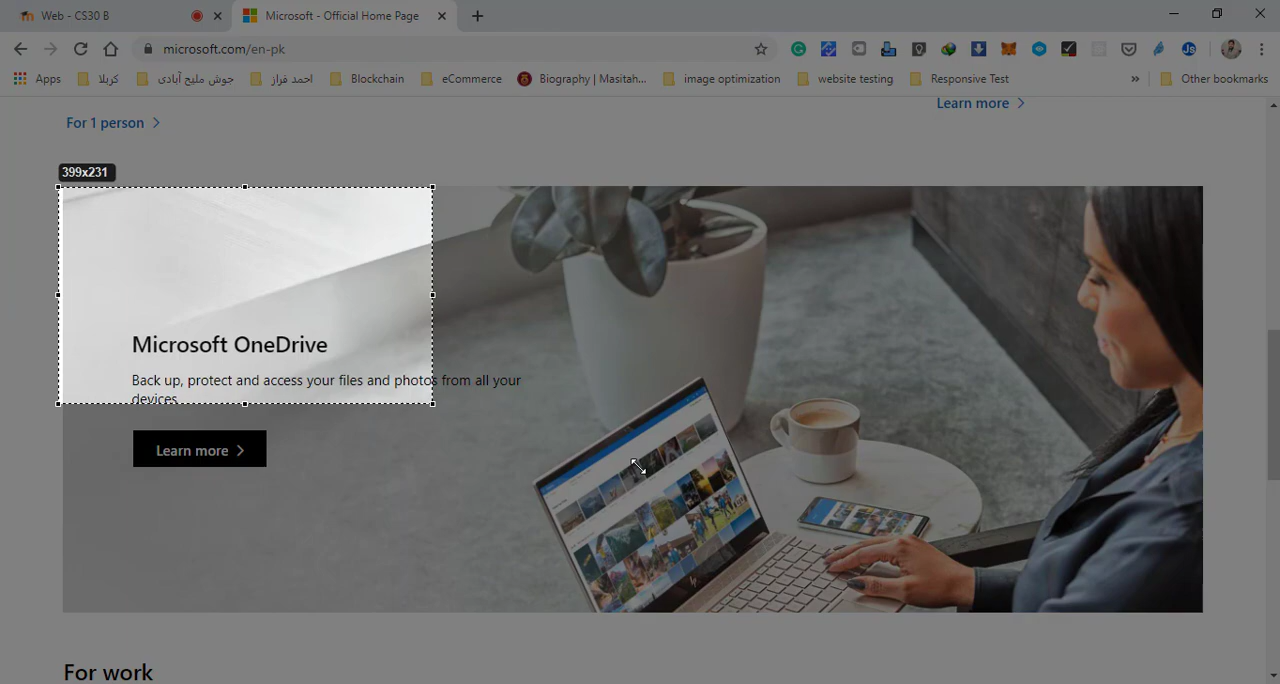 Web - CS30 B
Microsoft - Official Home Page
microsoft.com/en-pk
Apps
کربلا
جوش ملیح آبادی
احمد فراز
Blockchain
eCommerce
Biography | Masitah...
image optimization
website testing
Responsive Test
»
Other bookmarks
Learn more
For 1 person
399x231
Microsoft OneDrive
Back up, protect and access your files and photos from all your
devices
Learn more
For work